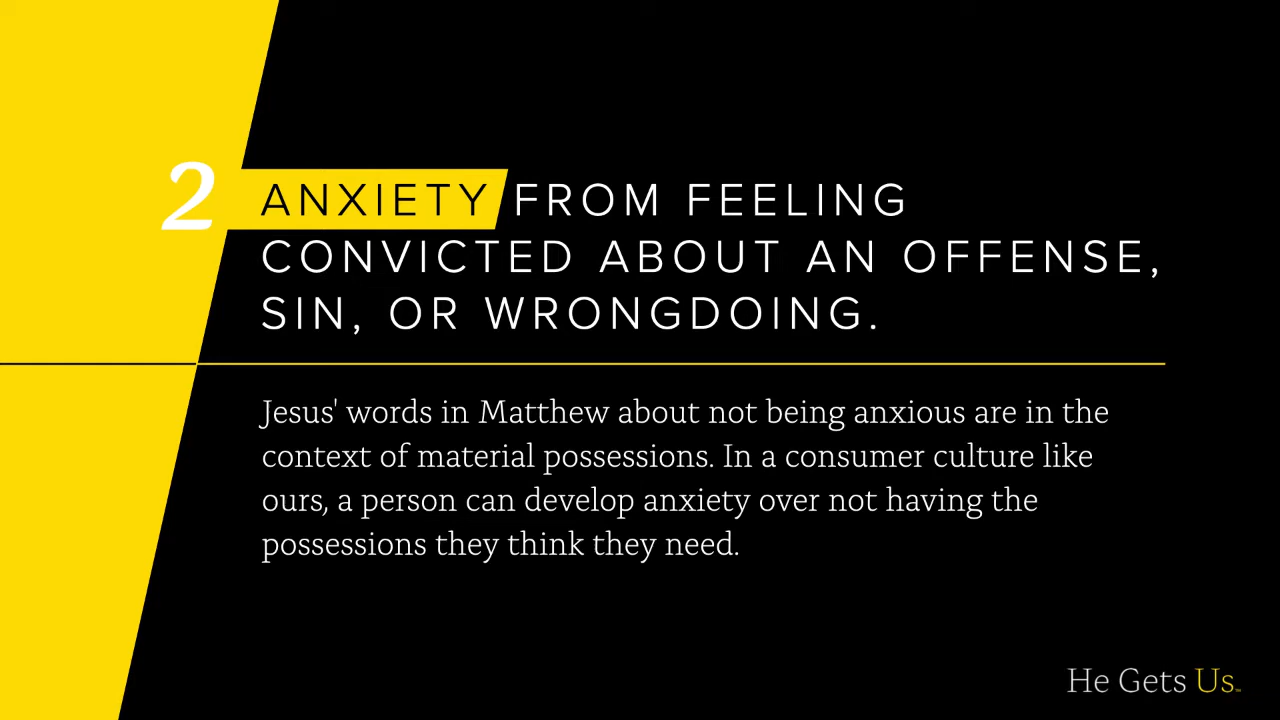 2
ANXIETY FROM FEELING
CONVICTED ABOUT AN OFFENSE,
SIN, OR WRONGDOING.
Jesus' words in Matthew about not being anxious are in the
context of material possessions. In a consumer culture like
ours, a person can develop anxiety over not having the
possessions they think they need.
He Gets Us™